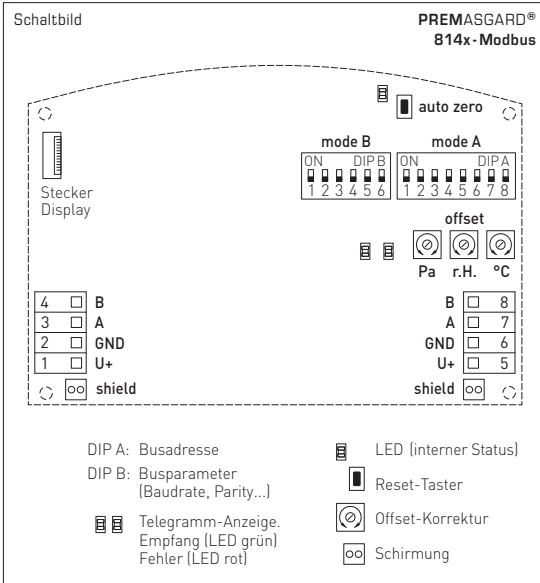 Schaltbild
PREMASGARD®
814x-Modbus
auto zero
mode B
mode A
ON DIP B
ON DIP A
1 2 3 4 5 6
1 2 3 4 5 6 7 8
Stecker
Display
offset
Pa r.H. °C
4 B
3 A
2 GND
1 U+
shield
B 8
A 7
GND 6
U+ 5
shield
DIP A: Busadresse
DIP B: Busparameter
(Baudrate, Parity...)
Telegramm-Anzeige.
Empfang (LED grün)
Fehler (LED rot)
LED (interner Status)
Reset-Taster
Offset-Korrektur
Schirmung